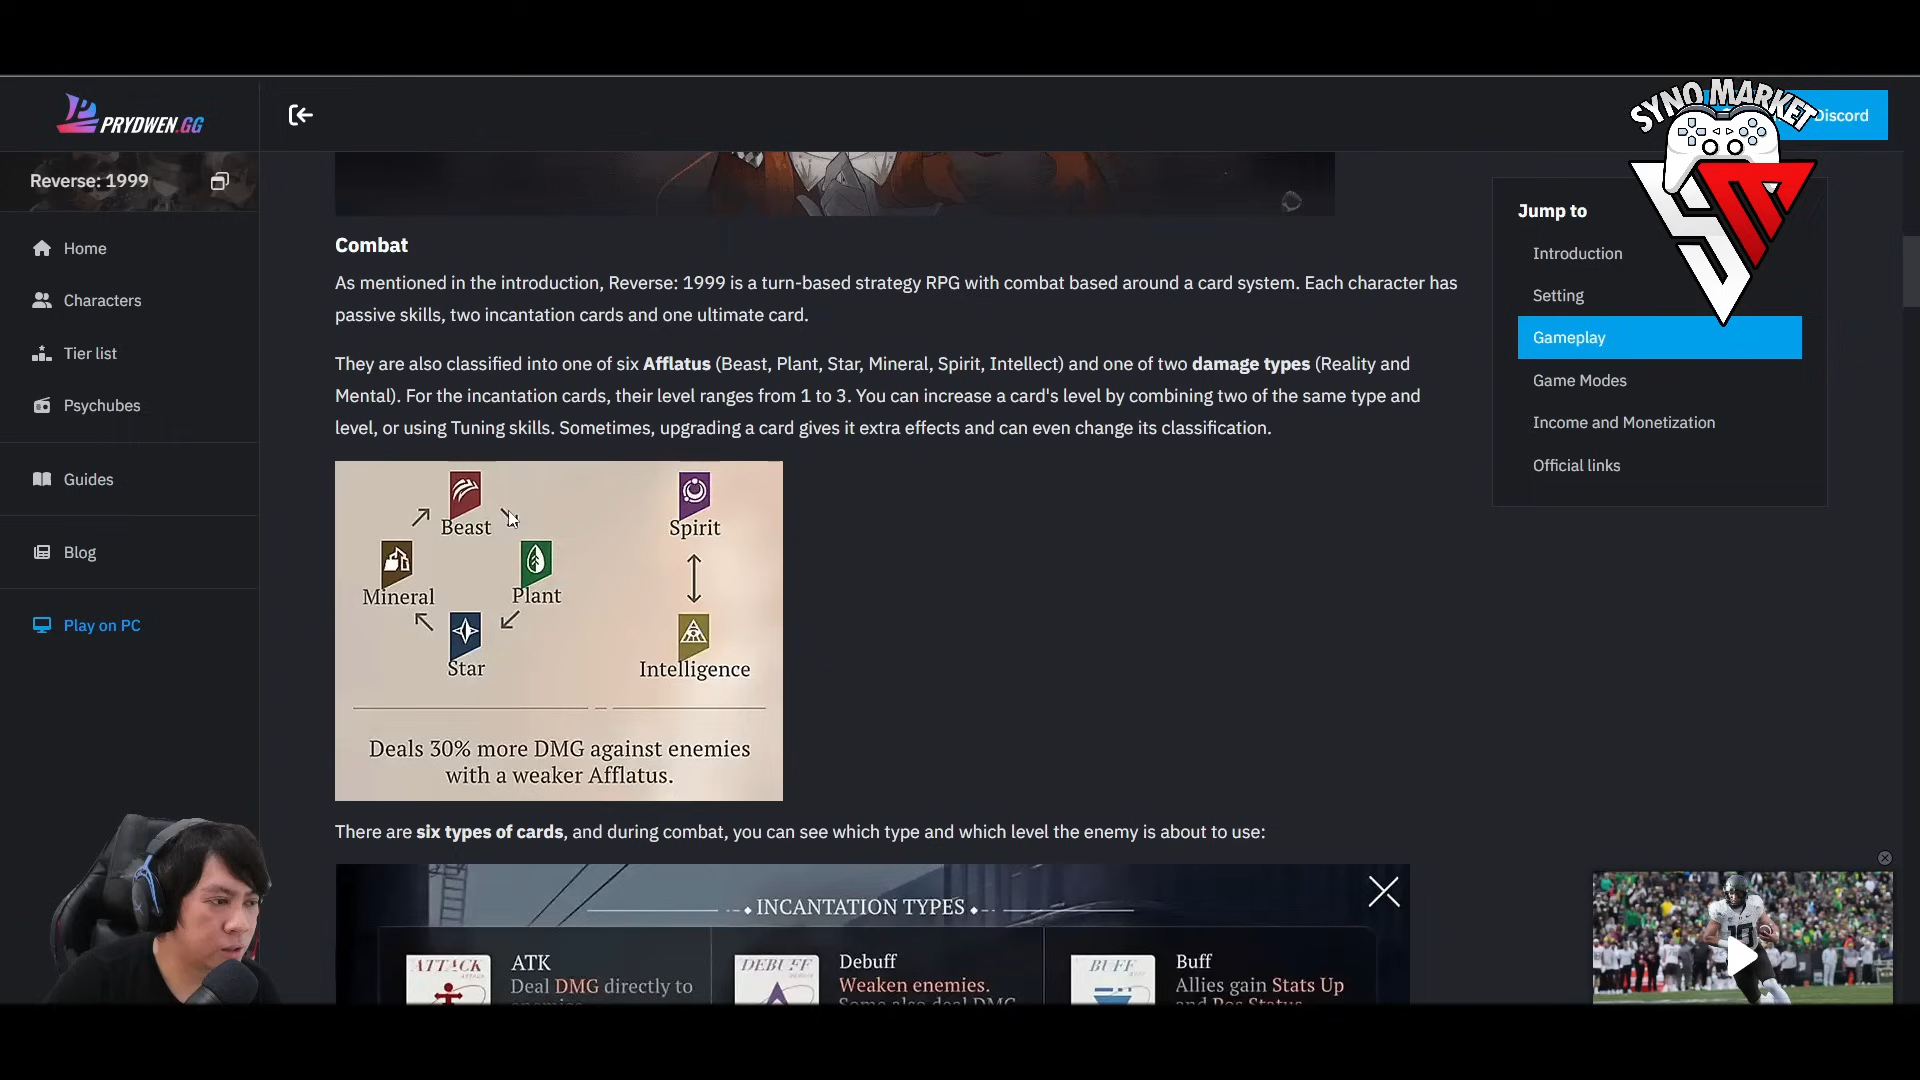 PRYDWEN.GG
SYNO MARKET
Discord
Reverse: 1999
Home
Characters
Tier list
Psychubes
Guides
Blog
Play on PC
Combat
As mentioned in the introduction, Reverse: 1999 is a turn-based strategy RPG with combat based around a card system. Each character has
passive skills, two incantation cards and one ultimate card.
They are also classified into one of six Afflatus (Beast, Plant, Star, Mineral, Spirit, Intellect) and one of two damage types (Reality and
Mental). For the incantation cards, their level ranges from 1 to 3. You can increase a card's level by combining two of the same type and
level, or using Tuning skills. Sometimes, upgrading a card gives it extra effects and can even change its classification.
Beast
Spirit
Mineral
Plant
Star
Intelligence
Deals 30% more DMG against enemies
with a weaker Afflatus.
There are six types of cards, and during combat, you can see which type and which level the enemy is about to use:
INCANTATION TYPES
ATTACK
ATK
Deal DMG directly to
enemies.
DEBUFF
Debuff
Weaken enemies.
Some also deal DMG
BUFF
Buff
Allies gain Stats Up
and Pos Status
Jump to
Introduction
Setting
Gameplay
Game Modes
Income and Monetization
Official links